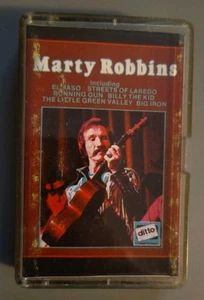 Marty Robbins
including
EL PASO STREETS OF LAREDO
RUNNING GUN BILLY THE KID
THE LITTLE GREEN VALLEY BIG IRON
ditto